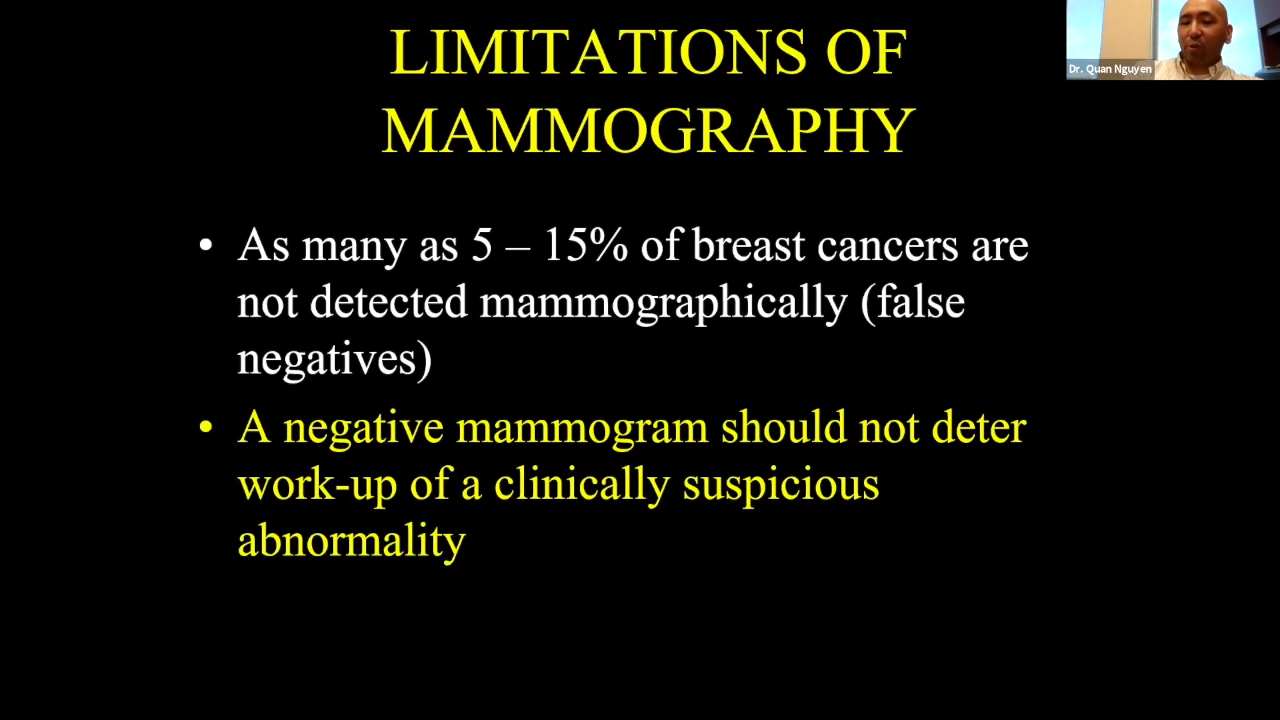 LIMITATIONS OF
MAMMOGRAPHY
Dr. Quan Nguyen
• As many as 5 – 15% of breast cancers are
not detected mammographically (false
negatives)
• A negative mammogram should not deter
work-up of a clinically suspicious
abnormality